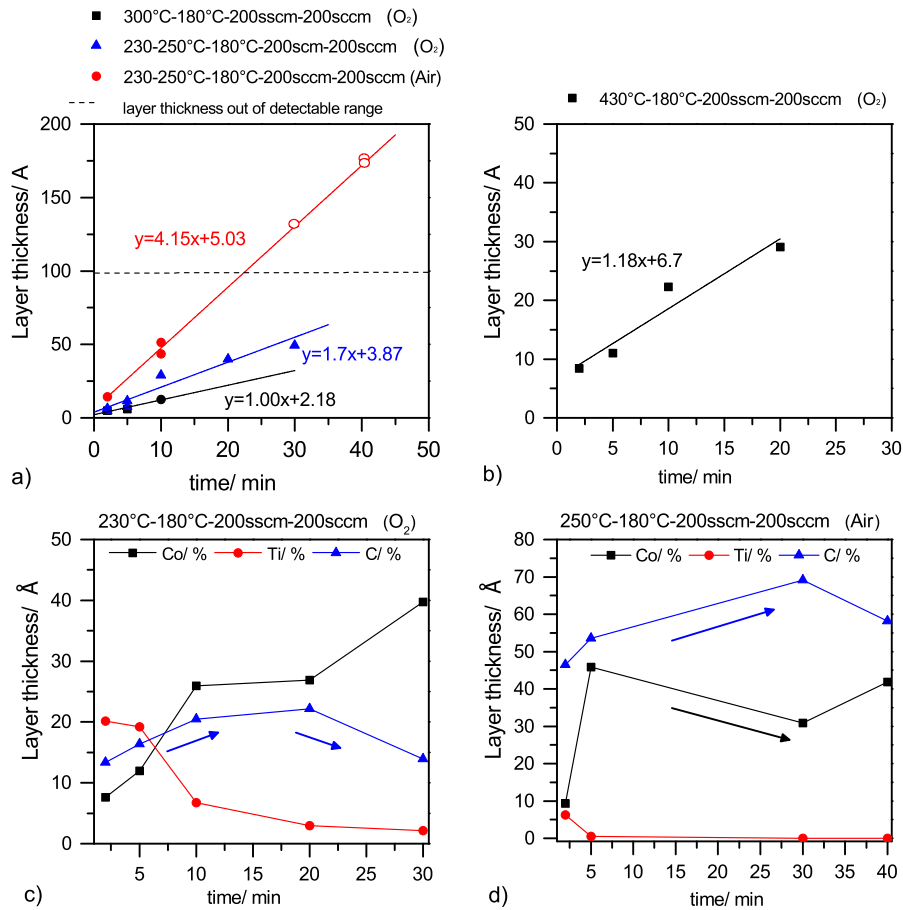 a)
300°C-180°C-200sscm-200sccm (O₂)
230-250°C-180°C-200scm-200sccm (O₂)
230-250°C-180°C-200sccm-200sccm (Air)
layer thickness out of detectable range
200
150
100
50
0
Layer thickness/ A
y=4.15x+5.03
y=1.7x+3.87
y=1.00x+2.18
0 10 20 30 40 50
time/ min
b)
430°C-180°C-200sscm-200sccm (O₂)
50
40
30
20
10
0
Layer thickness/ A
y=1.18x+6.7
0 5 10 15 20 25 30
time/ min
230°C-180°C-200sscm-200sccm (O₂)
Co/ % Ti/ % C/ %
50
40
30
20
10
0
Layer thickness/ Å
5 10 15 20 25 30
time/ min
c)
250°C-180°C-200sscm-200sccm (Air)
Co/ % Ti/ % C/ %
80
70
60
50
40
30
20
10
0
Layer thickness/ Å
5 10 15 20 25 30 35 40
time/ min
d)